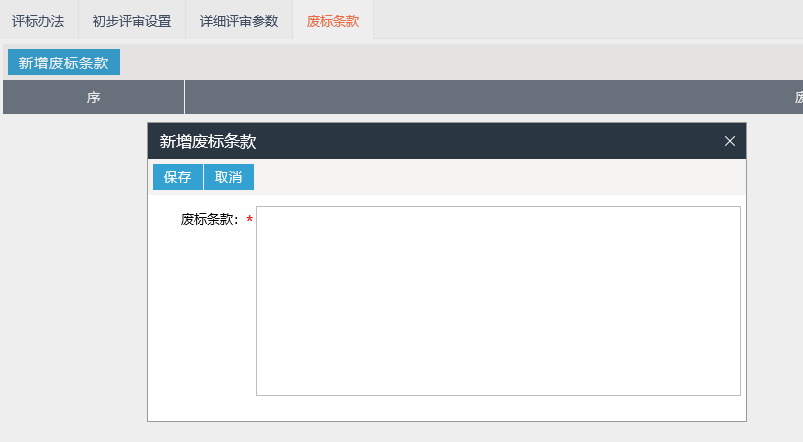 评标办法 初步评审设置 详细评审参数 废标条款
新增废标条款
序
新增废标条款
保存 取消
废标条款：*